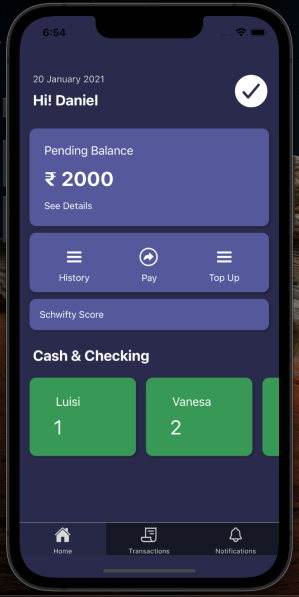 6:54
20 January 2021
Hi! Daniel
Pending Balance
₹ 2000
See Details
History Pay Top Up
Schwifty Score
Cash & Checking
Luisi Vanesa
1 2
Home Transactions Notifications